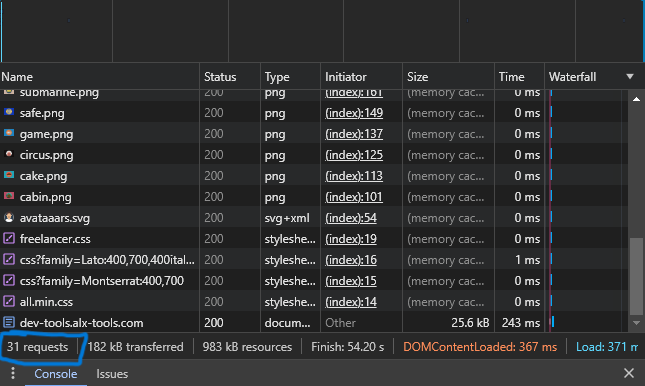 Name Status Type Initiator Size Time Waterfall
submarine.png 200 png (index):161 (memory cac... 0 ms
safe.png 200 png (index):149 (memory cac... 0 ms
game.png 200 png (index):137 (memory cac... 0 ms
circus.png 200 png (index):125 (memory cac... 0 ms
cake.png 200 png (index):113 (memory cac... 0 ms
cabin.png 200 png (index):101 (memory cac... 0 ms
avataaars.svg 200 svg+xml (index):54 (memory cac... 0 ms
freelancer.css 200 styleshe... (index):19 (memory cac... 0 ms
css?family=Lato:400,700,400ital... 200 styleshe... (index):16 (memory cac... 1 ms
css?family=Montserrat:400,700 200 styleshe... (index):15 (memory cac... 0 ms
all.min.css 200 styleshe... (index):14 (memory cac... 0 ms
dev-tools.alx-tools.com 200 docum... Other 25.6 kB 243 ms
31 requests 182 kB transferred 983 kB resources Finish: 54.20 s DOMContentLoaded: 367 ms Load: 371 m
Console Issues